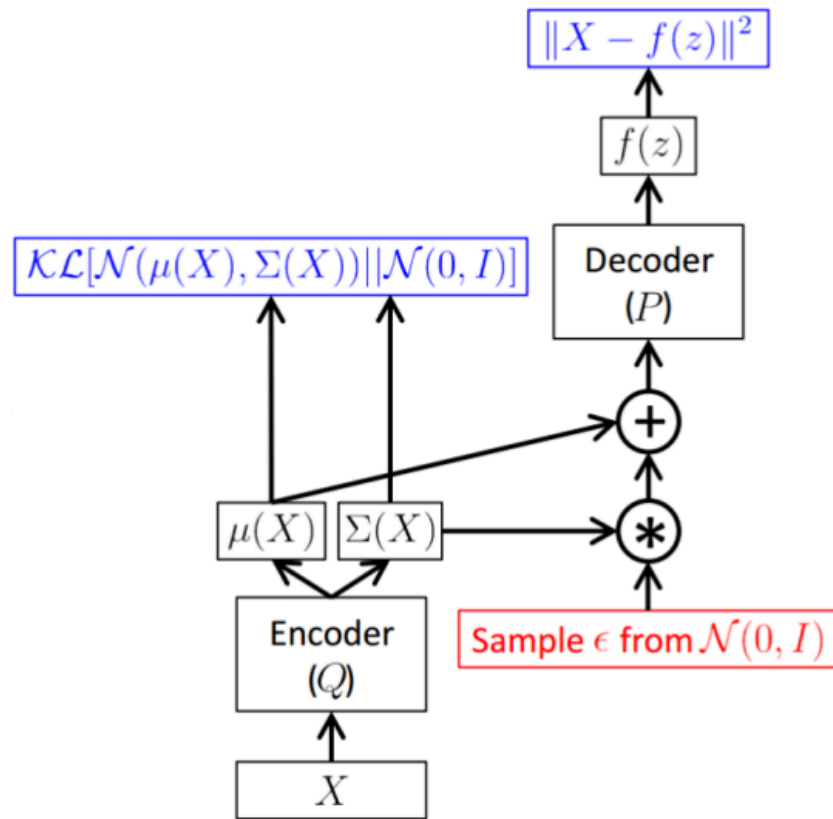 ‖X − f(z)‖²
f(z)
𝒦ℒ[𝒩(μ(X), Σ(X))||𝒩(0, I)]
Decoder
(P)
+
μ(X)
Σ(X)
*
Encoder
(Q)
Sample ϵ from 𝒩(0, I)
X